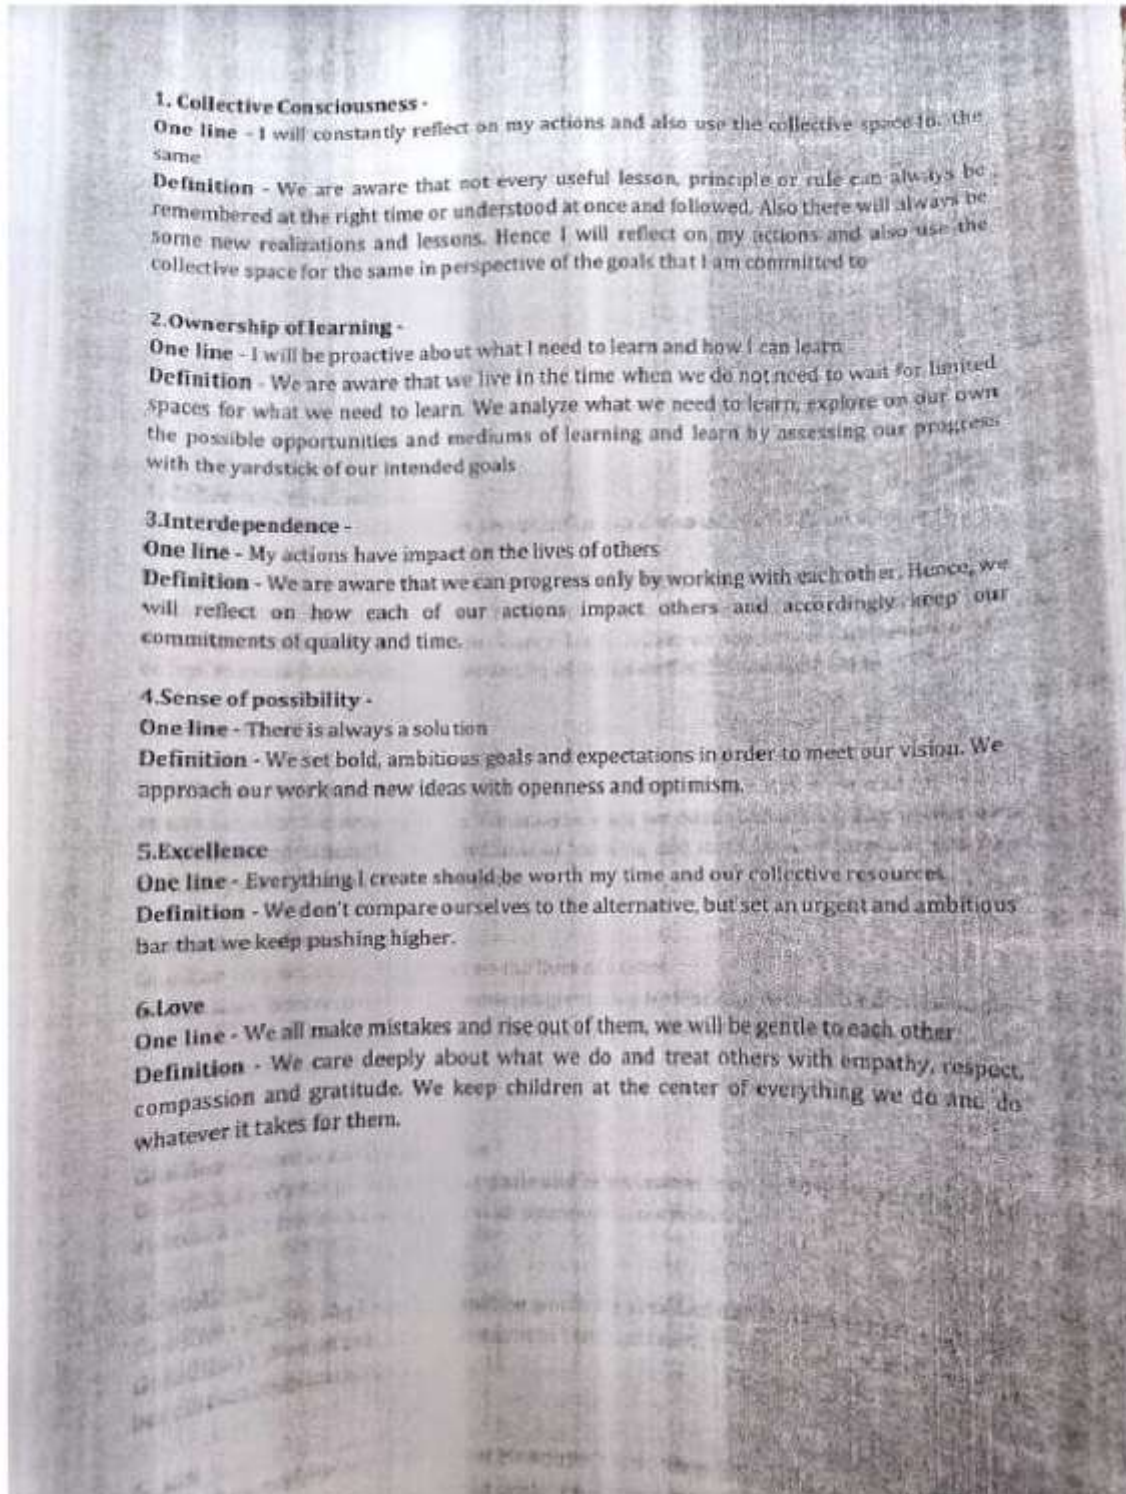 1. Collective Consciousness -
One line - I will constantly reflect on my actions and also use the collective space for the
same
Definition - We are aware that not every useful lesson, principle or rule can always be
remembered at the right time or understood at once and followed. Also there will always be
some new realizations and lessons. Hence I will reflect on my actions and also use the
collective space for the same in perspective of the goals that I am committed to
2.Ownership of learning -
One line - I will be proactive about what I need to learn and how I can learn
Definition - We are aware that we live in the time when we do not need to wait for limited
spaces for what we need to learn. We analyze what we need to learn, explore on our own
the possible opportunities and mediums of learning and learn by assessing our progress
with the yardstick of our intended goals
3.Interdependence -
One line - My actions have impact on the lives of others
Definition - We are aware that we can progress only by working with each other. Hence, we
will reflect on how each of our actions impact others and accordingly keep our
commitments of quality and time.
4.Sense of possibility -
One line - There is always a solution
Definition - We set bold, ambitious goals and expectations in order to meet our vision. We
approach our work and new ideas with openness and optimism.
5.Excellence
One line - Everything I create should be worth my time and our collective resources
Definition - We don't compare ourselves to the alternative, but set an urgent and ambitious
bar that we keep pushing higher.
6.Love
One line - We all make mistakes and rise out of them, we will be gentle to each other
Definition - We care deeply about what we do and treat others with empathy, respect,
compassion and gratitude. We keep children at the center of everything we do and do
whatever it takes for them.